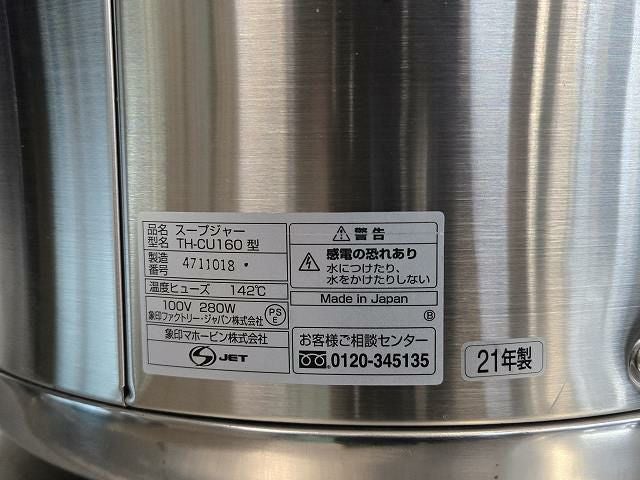 品名 スープジャー
型名 TH-CU160 型
製造番号 4711018
温度ヒューズ 142℃
100V 280W
象印ファクトリー・ジャパン株式会社
PS
E
象印マホービン株式会社
JET
警告
感電の恐れあり
水につけたり、
水をかけたりしない
Made in Japan
B
お客様ご相談センター
0120-345135
21年製